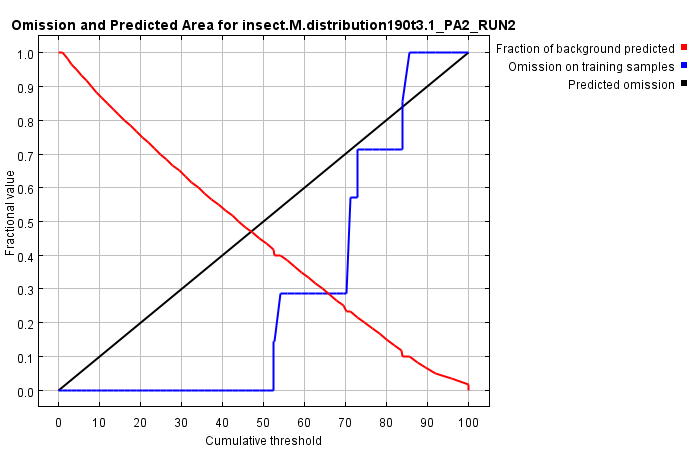 Omission and Predicted Area for insect.M.distribution190t3.1_PA2_RUN2
Fraction of background predicted
Omission on training samples
Predicted omission
Fractional value
1.0
0.9
0.8
0.7
0.6
0.5
0.4
0.3
0.2
0.1
0.0
0 10 20 30 40 50 60 70 80 90 100
Cumulative threshold